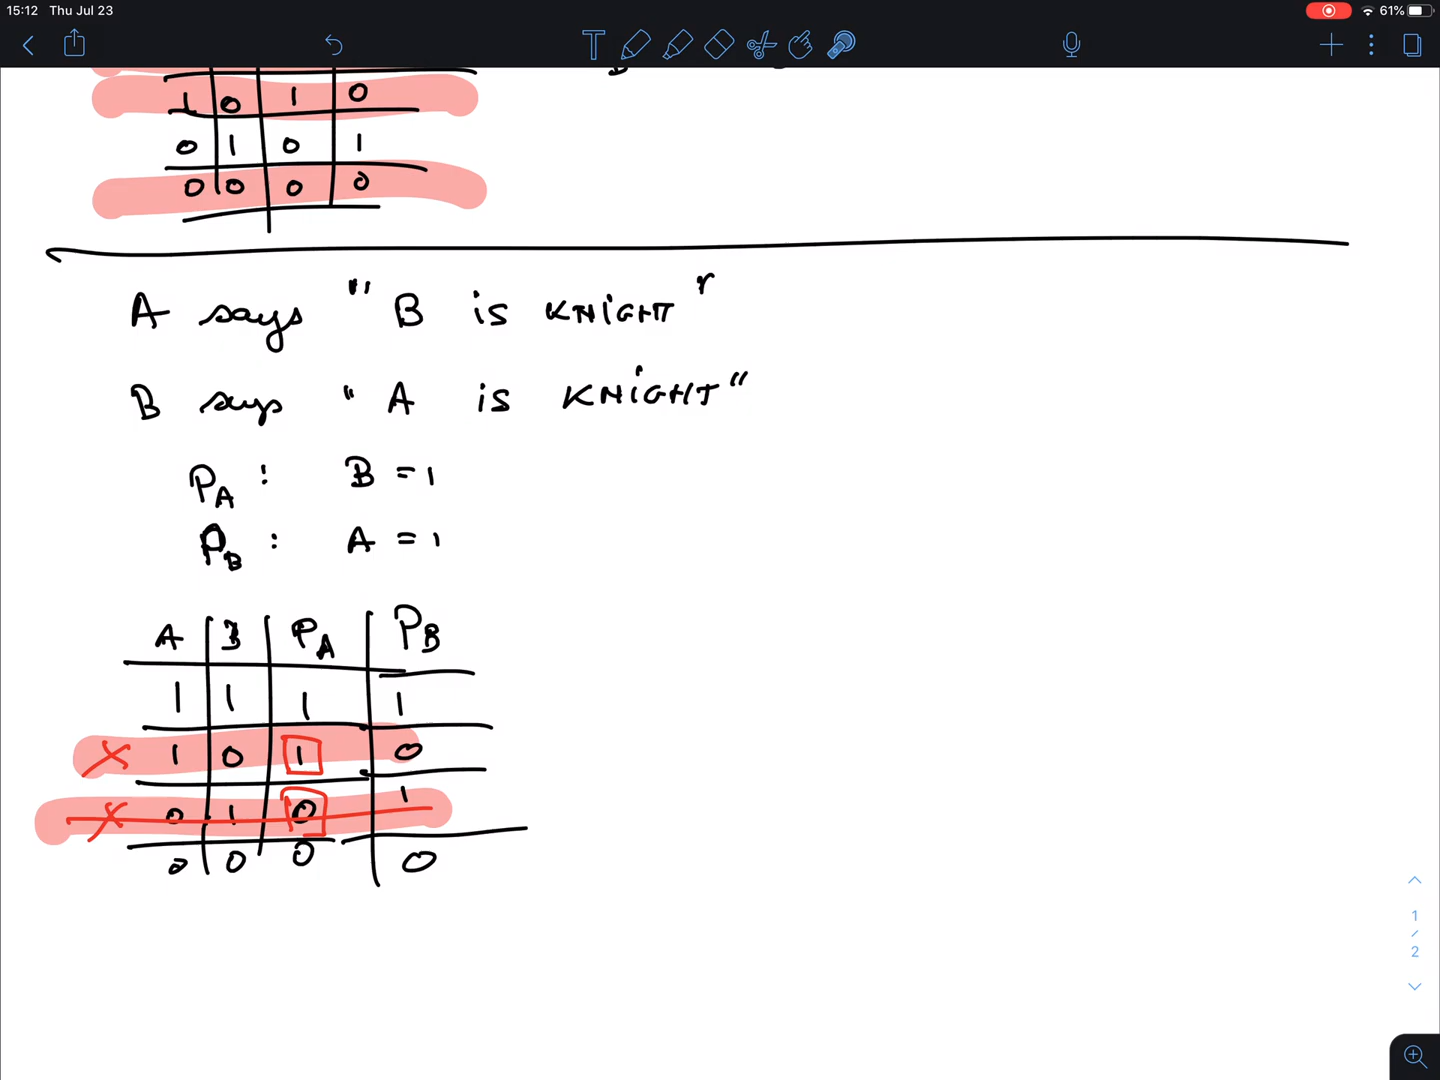 15:12 Thu Jul 23
61%
T
1 0 1 0
0 1 0 1
0 0 0 0
A says " B is KNIGHT "
B says " A is KNIGHT "
PA : B = 1
PB : A = 1
A B PA PB
1 1 1 1
X 1 0 1 0
X 0 1 0 1
0 0 0 0
1
/
2